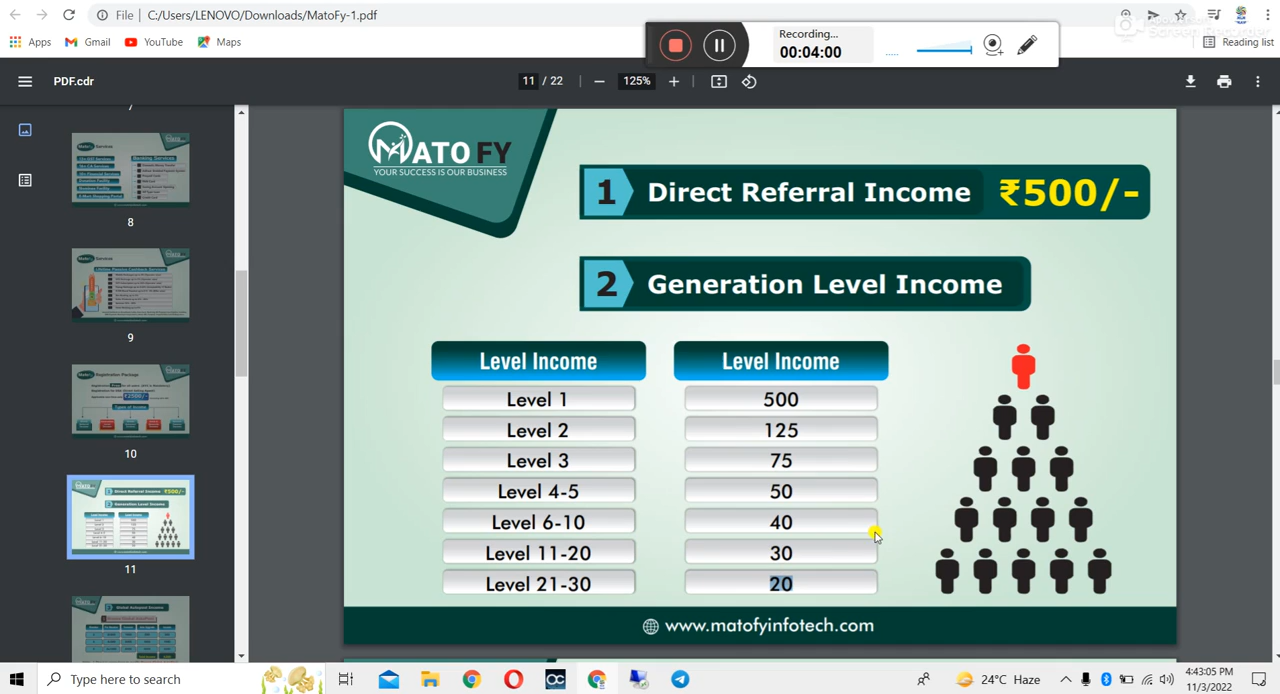 File
C:/Users/LENOVO/Downloads/MatoFy-1.pdf
Apps
Gmail
YouTube
Maps
Reading list
Recording...
00:04:00
Screen Recorder
PDF.cdr
11 / 22
125%
7
8
9
10
11
MATO FY
YOUR SUCCESS IS OUR BUSINESS
1 Direct Referral Income ₹500/-
2 Generation Level Income
Level Income Level Income
Level 1 500
Level 2 125
Level 3 75
Level 4-5 50
Level 6-10 40
Level 11-20 30
Level 21-30 20
www.matofyinfotech.com
Type here to search
24°C Haze
4:43:05 PM
11/3/2022